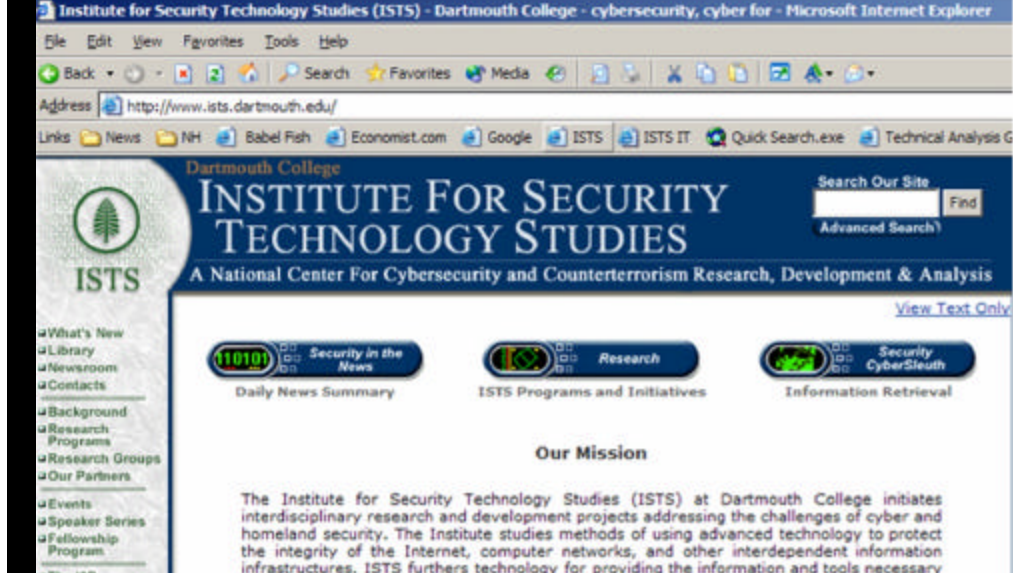 Institute for Security Technology Studies (ISTS) - Dartmouth College - cybersecurity, cyber for - Microsoft Internet Explorer
File Edit View Favorites Tools Help
Back Search Favorites Media
Address http://www.ists.dartmouth.edu/
Links News NH Babel Fish Economist.com Google ISTS ISTS IT Quick Search.exe Technical Analysis G
Dartmouth College
INSTITUTE FOR SECURITY
TECHNOLOGY STUDIES
A National Center For Cybersecurity and Counterterrorism Research, Development & Analysis
Search Our Site
Find
Advanced Search
ISTS
View Text Only
What's New
Library
Newsroom
Contacts
Background
Research
Programs
Research Groups
Our Partners
Events
Speaker Series
Fellowship
Program
110101 Security in the
News
Daily News Summary
Research
ISTS Programs and Initiatives
Security
CyberSleuth
Information Retrieval
Our Mission
The Institute for Security Technology Studies (ISTS) at Dartmouth College initiates
interdisciplinary research and development projects addressing the challenges of cyber and
homeland security. The Institute studies methods of using advanced technology to protect
the integrity of the Internet, computer networks, and other interdependent information
infrastructures. ISTS furthers technology for providing the information and tools necessary